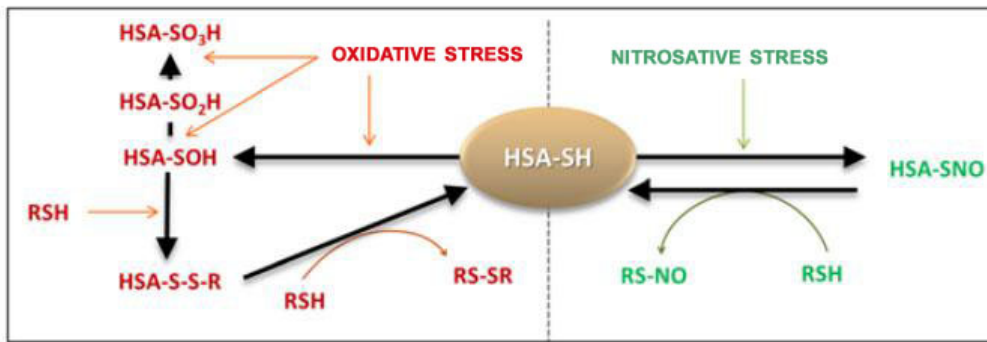 HSA-SO₃H
OXIDATIVE STRESS
NITROSATIVE STRESS
HSA-SO₂H
HSA-SOH
HSA-SH
HSA-SNO
RSH
HSA-S-S-R
RSH
RS-SR
RS-NO
RSH